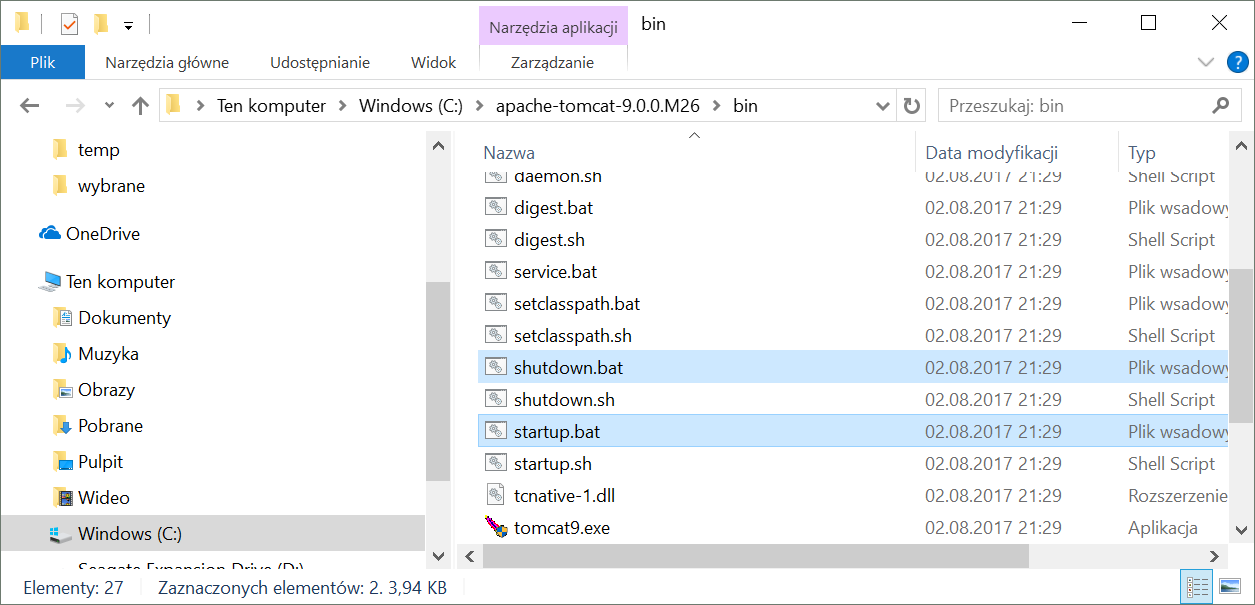 Narzędzia aplikacji bin
Plik Narzędzia główne Udostępnianie Widok Zarządzanie ?
Ten komputer Windows (C:) apache-tomcat-9.0.0.M26 bin Przeszukaj: bin
temp
wybrane
OneDrive
Ten komputer
Dokumenty
Muzyka
Obrazy
Pobrane
Pulpit
Wideo
Windows (C:)
Seagate Expansion Drive (D:)
Nazwa Data modyfikacji Typ
daemon.sh 02.08.2017 21:29 Shell Script
digest.bat 02.08.2017 21:29 Plik wsadowy
digest.sh 02.08.2017 21:29 Shell Script
service.bat 02.08.2017 21:29 Plik wsadowy
setclasspath.bat 02.08.2017 21:29 Plik wsadowy
setclasspath.sh 02.08.2017 21:29 Shell Script
shutdown.bat 02.08.2017 21:29 Plik wsadowy
shutdown.sh 02.08.2017 21:29 Shell Script
startup.bat 02.08.2017 21:29 Plik wsadowy
startup.sh 02.08.2017 21:29 Shell Script
tcnative-1.dll 02.08.2017 21:29 Rozszerzenie
tomcat9.exe 02.08.2017 21:29 Aplikacja
Elementy: 27 Zaznaczonych elementów: 2. 3,94 KB